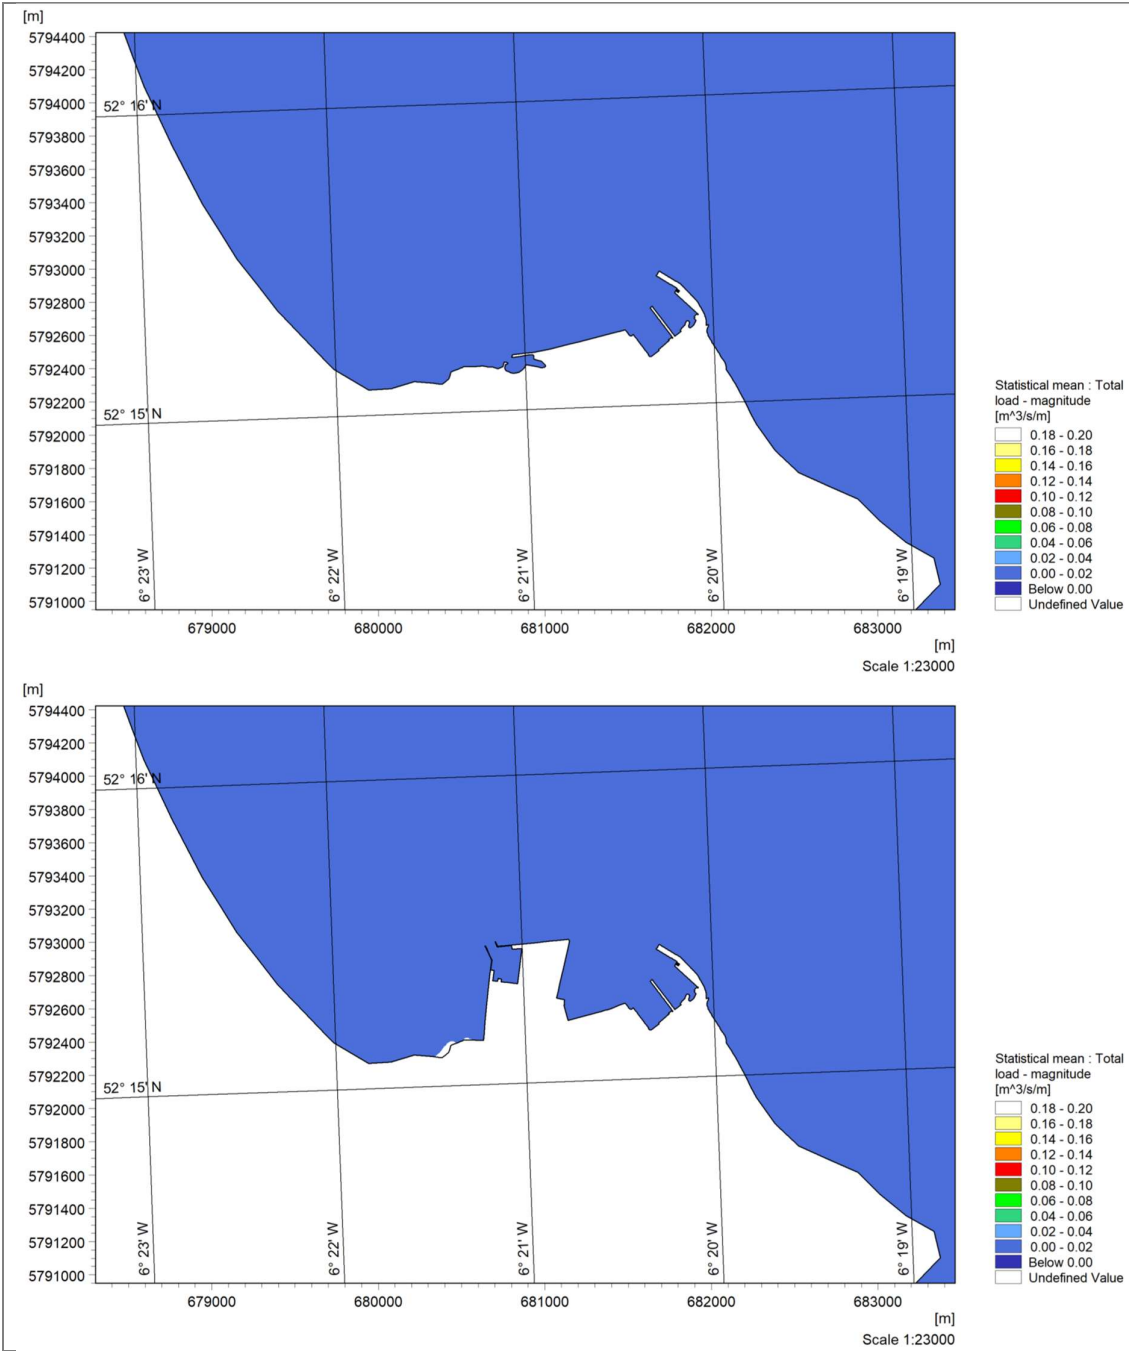 [m]
5794400
5794200
5794000
5793800
5793600
5793400
5793200
5793000
5792800
5792600
5792400
5792200
5792000
5791800
5791600
5791400
5791200
5791000
52° 16' N
52° 15' N
6° 23' W
6° 22' W
6° 21' W
6° 20' W
6° 19' W
679000 680000 681000 682000 683000
[m]
Scale 1:23000
Statistical mean : Total
load - magnitude
[m^3/s/m]
0.18 - 0.20
0.16 - 0.18
0.14 - 0.16
0.12 - 0.14
0.10 - 0.12
0.08 - 0.10
0.06 - 0.08
0.04 - 0.06
0.02 - 0.04
0.00 - 0.02
Below 0.00
Undefined Value
[m]
5794400
5794200
5794000
5793800
5793600
5793400
5793200
5793000
5792800
5792600
5792400
5792200
5792000
5791800
5791600
5791400
5791200
5791000
52° 16' N
52° 15' N
6° 23' W
6° 22' W
6° 21' W
6° 20' W
6° 19' W
679000 680000 681000 682000 683000
[m]
Scale 1:23000
Statistical mean : Total
load - magnitude
[m^3/s/m]
0.18 - 0.20
0.16 - 0.18
0.14 - 0.16
0.12 - 0.14
0.10 - 0.12
0.08 - 0.10
0.06 - 0.08
0.04 - 0.06
0.02 - 0.04
0.00 - 0.02
Below 0.00
Undefined Value